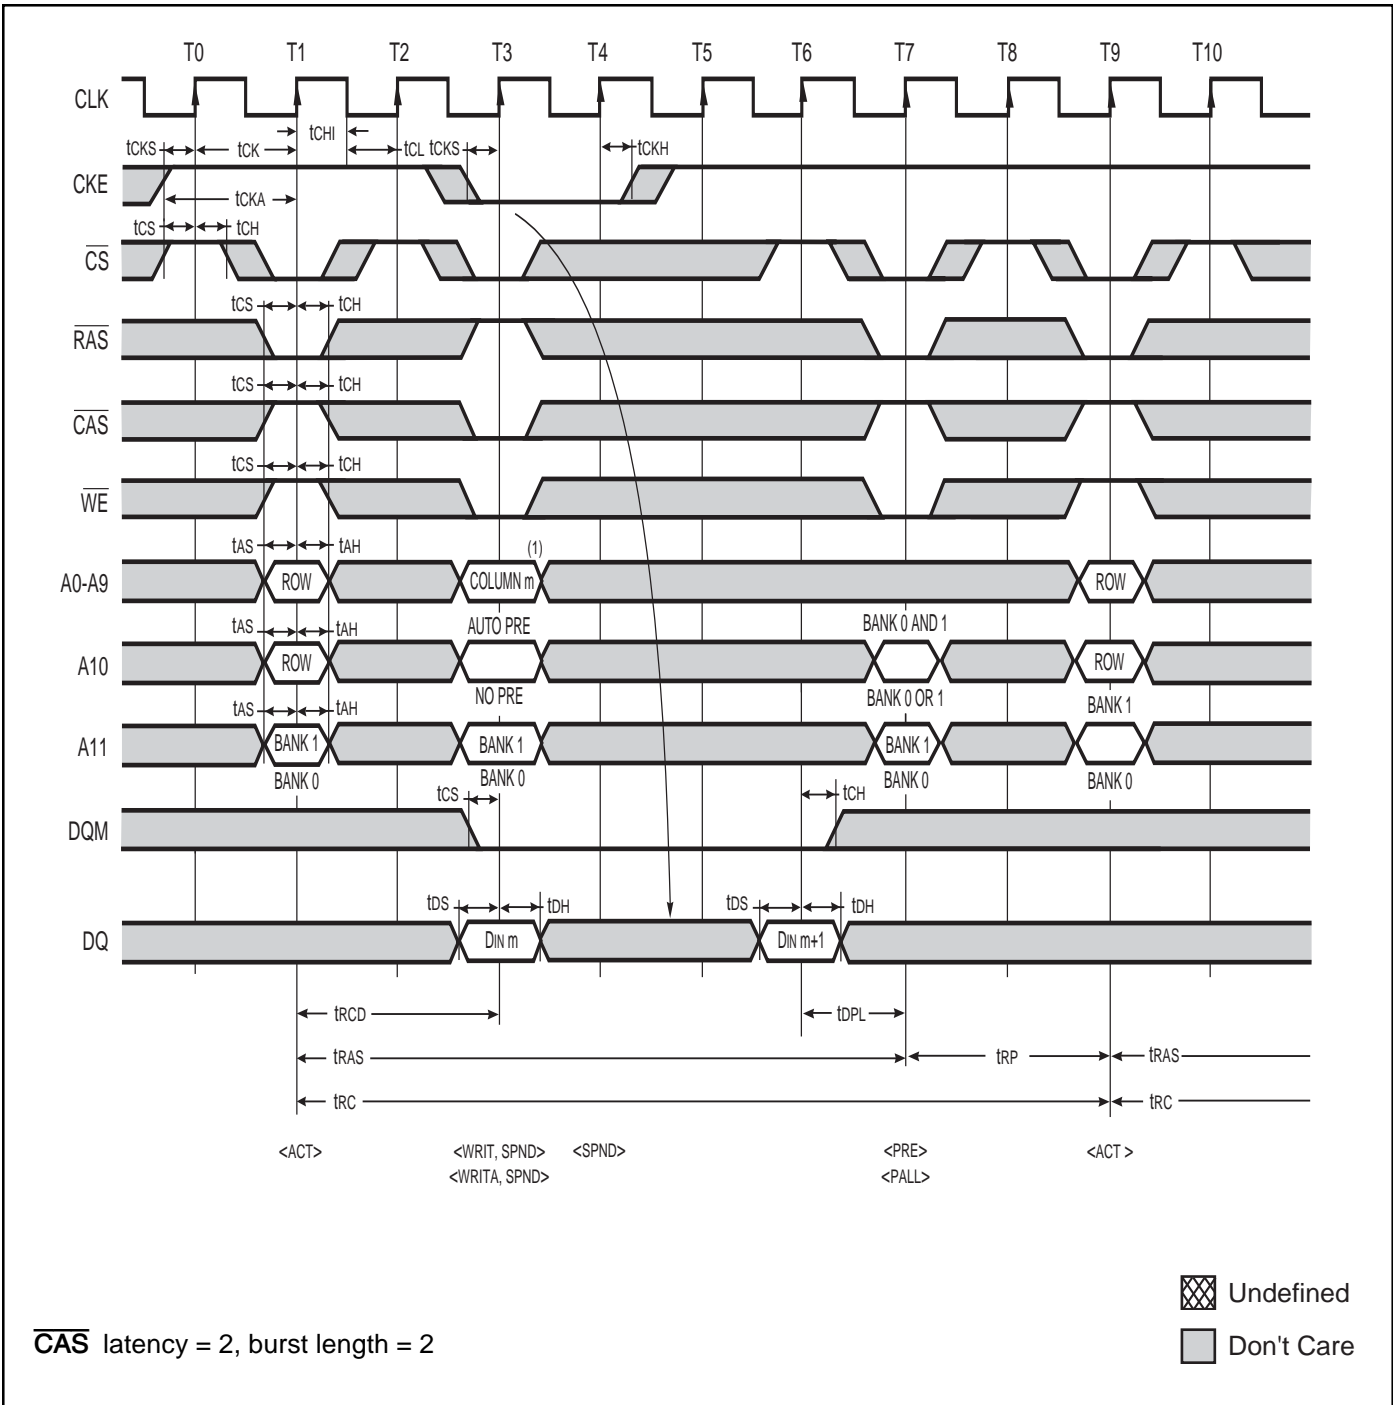 T0 T1 T2 T3 T4 T5 T6 T7 T8 T9 T10
CLK
tCHI
tCKS tCK tCL tCKS tCKH
CKE
tCKA
tCS tCH
CS
tCS tCH
RAS
tCS tCH
CAS
tCS tCH
WE
tAS tAH (1)
A0-A9 ROW COLUMN m ROW
tAS tAH AUTO PRE BANK 0 AND 1
A10 ROW ROW
NO PRE BANK 0 OR 1 BANK 1
tAS tAH
A11 BANK 1 BANK 1 BANK 1
BANK 0 BANK 0 BANK 0 BANK 0
tCS tCH
DQM
tDS tDH tDS tDH
DQ DIN m DIN m+1
tRCD tDPL
tRAS tRP tRAS
tRC tRC
<ACT> <WRIT, SPND> <SPND> <PRE> <ACT >
<WRITA, SPND> <PALL>
Undefined
CAS latency = 2, burst length = 2
Don't Care